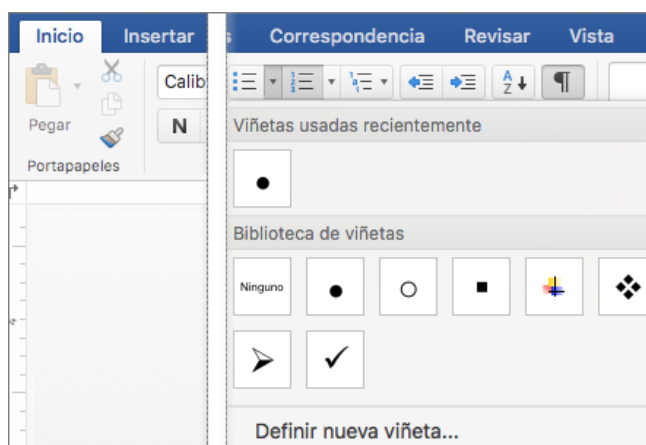 Inicio Insertar s Correspondencia Revisar Vista
Calib
Pegar
N
Portapapeles
A
Z
¶
Viñetas usadas recientemente
Biblioteca de viñetas
Ninguno
Definir nueva viñeta...